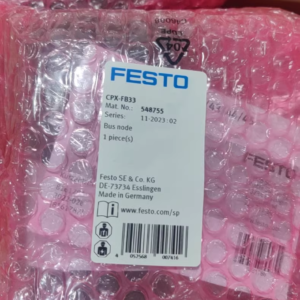 FESTO
CPX-FB33
Mat. No.: 548755
Series: 11-2023 02
Bus node
1 piece(s)
Festo SE & Co. KG
DE-73734 Esslingen
Made in Germany
www.festo.com/sp